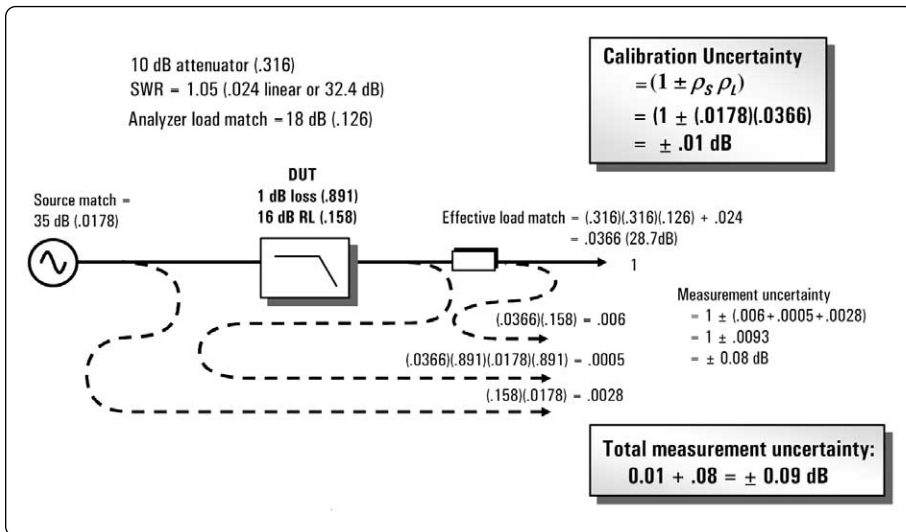 10 dB attenuator (.316)
SWR = 1.05 (.024 linear or 32.4 dB)
Analyzer load match = 18 dB (.126)
Calibration Uncertainty
= (1 ± ρS ρL)
= (1 ± (.0178)(.0366)
= ± .01 dB
Source match =
35 dB (.0178)
DUT
1 dB loss (.891)
16 dB RL (.158)
Effective load match = (.316)(.316)(.126) + .024
= .0366 (28.7dB)
1
Measurement uncertainty
= 1 ± (.006+.0005+.0028)
= 1 ± .0093
= ± 0.08 dB
(.0366)(.158) = .006
(.0366)(.891)(.0178)(.891) = .0005
(.158)(.0178) = .0028
Total measurement uncertainty:
0.01 + .08 = ± 0.09 dB